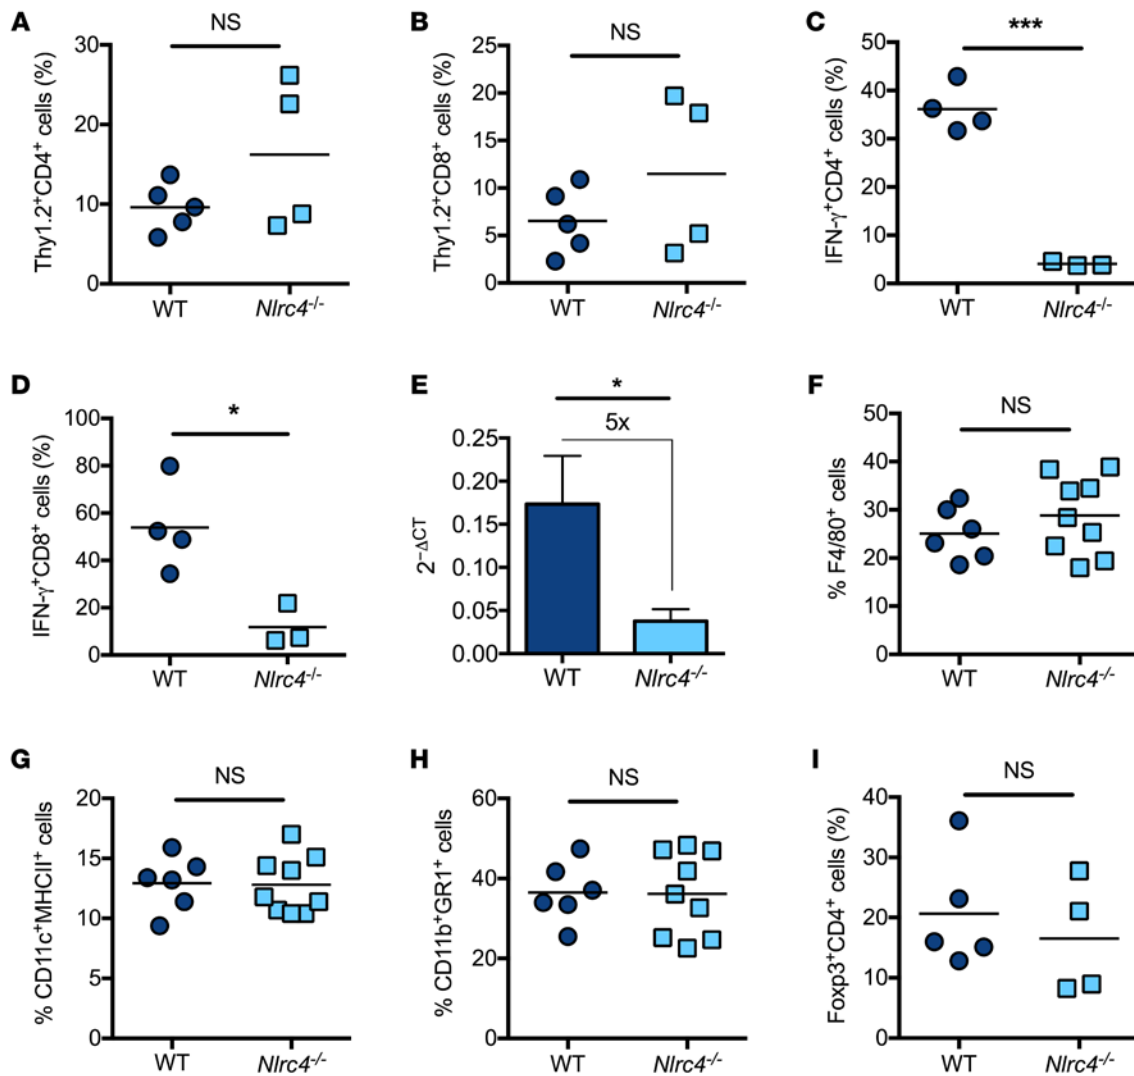 A
NS
Thy1.2⁺CD4⁺ cells (%)
30
20
10
0
WT
Nlrc4⁻/⁻
B
NS
Thy1.2⁺CD8⁺ cells (%)
25
20
15
10
5
0
WT
Nlrc4⁻/⁻
C
***
IFN-γ⁺CD4⁺ cells (%)
50
40
30
20
10
0
WT
Nlrc4⁻/⁻
D
*
IFN-γ⁺CD8⁺ cells (%)
100
80
60
40
20
0
WT
Nlrc4⁻/⁻
E
*
5x
2⁻ΔCT
0.25
0.20
0.15
0.10
0.05
0.00
WT
Nlrc4⁻/⁻
F
NS
% F4/80⁺ cells
50
40
30
20
10
0
WT
Nlrc4⁻/⁻
G
NS
% CD11c⁺MHCII⁺ cells
20
15
10
5
0
WT
Nlrc4⁻/⁻
H
NS
% CD11b⁺GR1⁺ cells
60
40
20
0
WT
Nlrc4⁻/⁻
I
NS
Foxp3⁺CD4⁺ cells (%)
40
30
20
10
0
WT
Nlrc4⁻/⁻